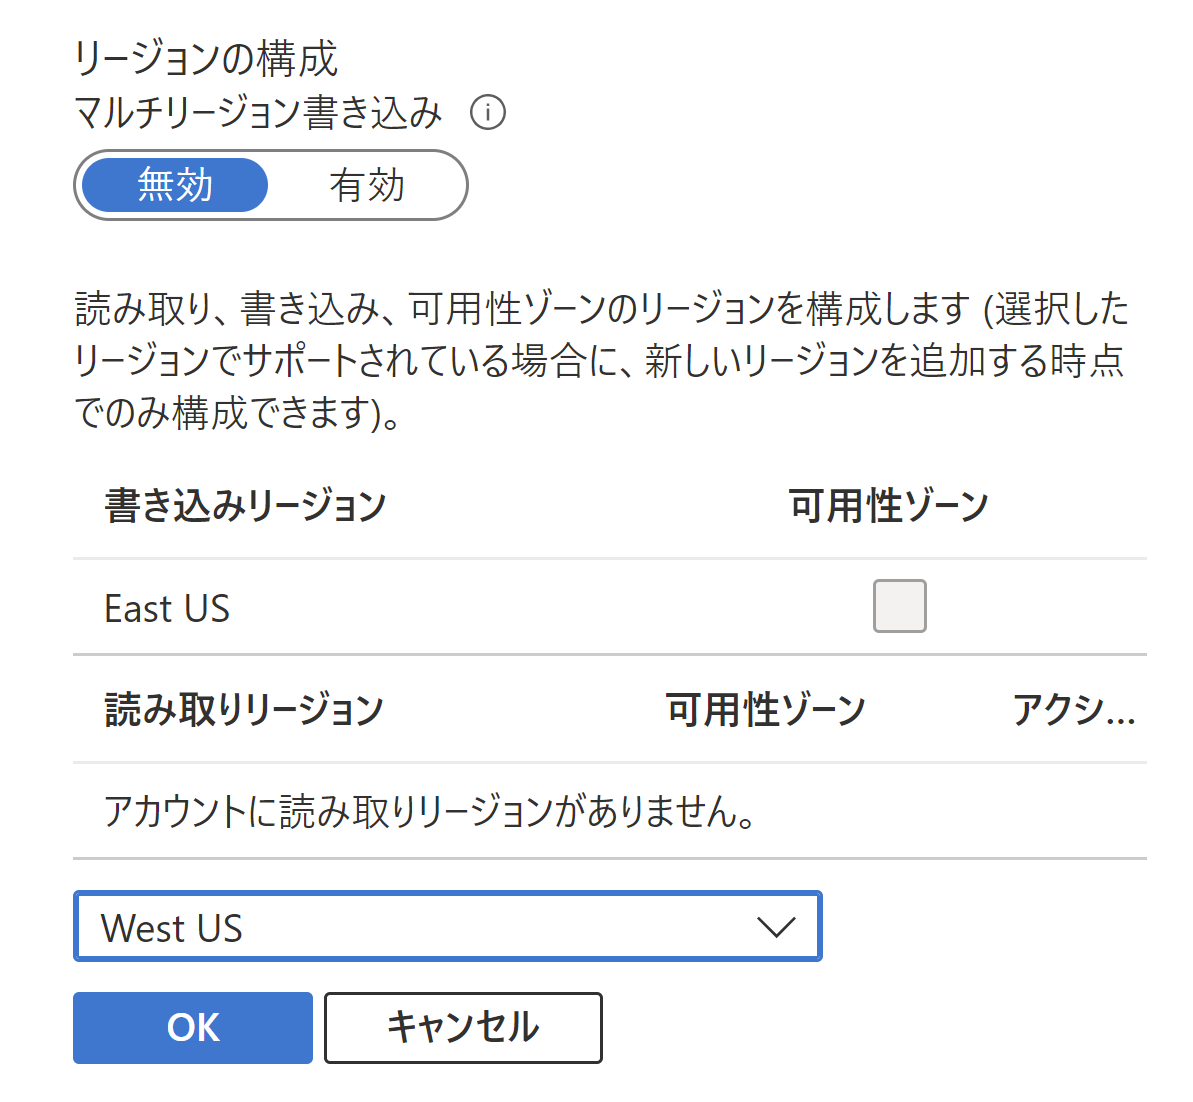 リージョンの構成
マルチリージョン書き込み
無効 有効
読み取り、書き込み、可用性ゾーンのリージョンを構成します (選択した
リージョンでサポートされている場合に、新しいリージョンを追加する時点
でのみ構成できます)。
書き込みリージョン 可用性ゾーン
East US
読み取りリージョン 可用性ゾーン アクシ...
アカウントに読み取りリージョンがありません。
West US
OK キャンセル